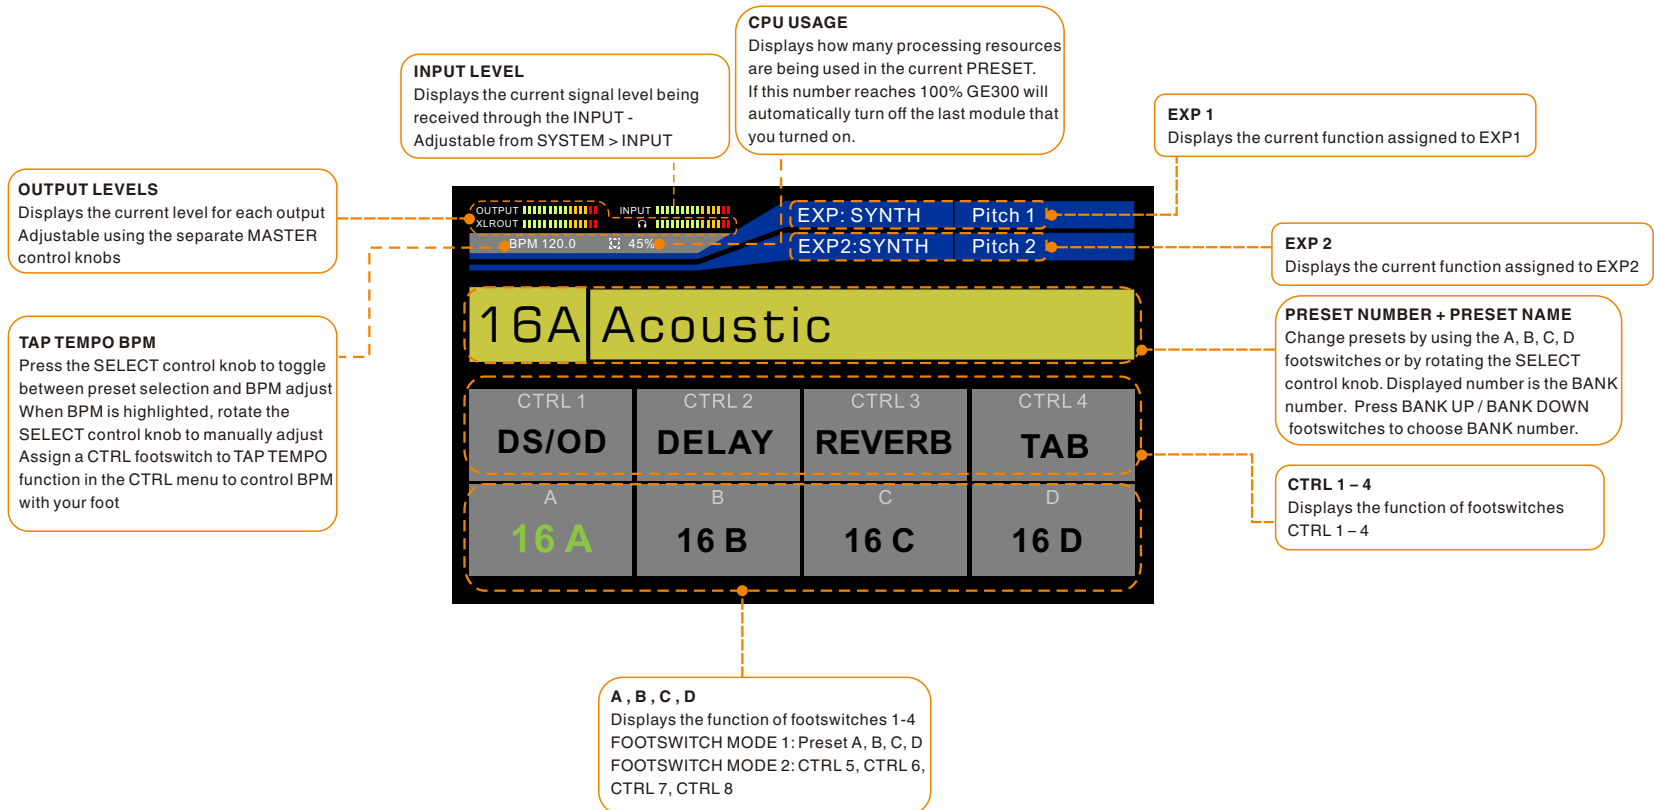 CPU USAGE
Displays how many processing resources
are being used in the current PRESET.
If this number reaches 100% GE300 will
automatically turn off the last module that
you turned on.
INPUT LEVEL
Displays the current signal level being
received through the INPUT -
Adjustable from SYSTEM > INPUT
EXP 1
Displays the current function assigned to EXP1
OUTPUT LEVELS
Displays the current level for each output
Adjustable using the separate MASTER
control knobs
OUTPUT
INPUT
XLROUT
BPM 120.0
45%
EXP: SYNTH
Pitch 1
EXP2:SYNTH
Pitch 2
EXP 2
Displays the current function assigned to EXP2
16A
Acoustic
PRESET NUMBER + PRESET NAME
Change presets by using the A, B, C, D
footswitches or by rotating the SELECT
control knob. Displayed number is the BANK
number. Press BANK UP / BANK DOWN
footswitches to choose BANK number.
TAP TEMPO BPM
Press the SELECT control knob to toggle
between preset selection and BPM adjust
When BPM is highlighted, rotate the
SELECT control knob to manually adjust
Assign a CTRL footswitch to TAP TEMPO
function in the CTRL menu to control BPM
with your foot
CTRL 1
CTRL 2
CTRL 3
CTRL 4
DS/OD
DELAY
REVERB
TAB
CTRL 1 – 4
Displays the function of footswitches
CTRL 1 – 4
A
B
C
D
16 A
16 B
16 C
16 D
A , B , C , D
Displays the function of footswitches 1-4
FOOTSWITCH MODE 1: Preset A, B, C, D
FOOTSWITCH MODE 2: CTRL 5, CTRL 6,
CTRL 7, CTRL 8